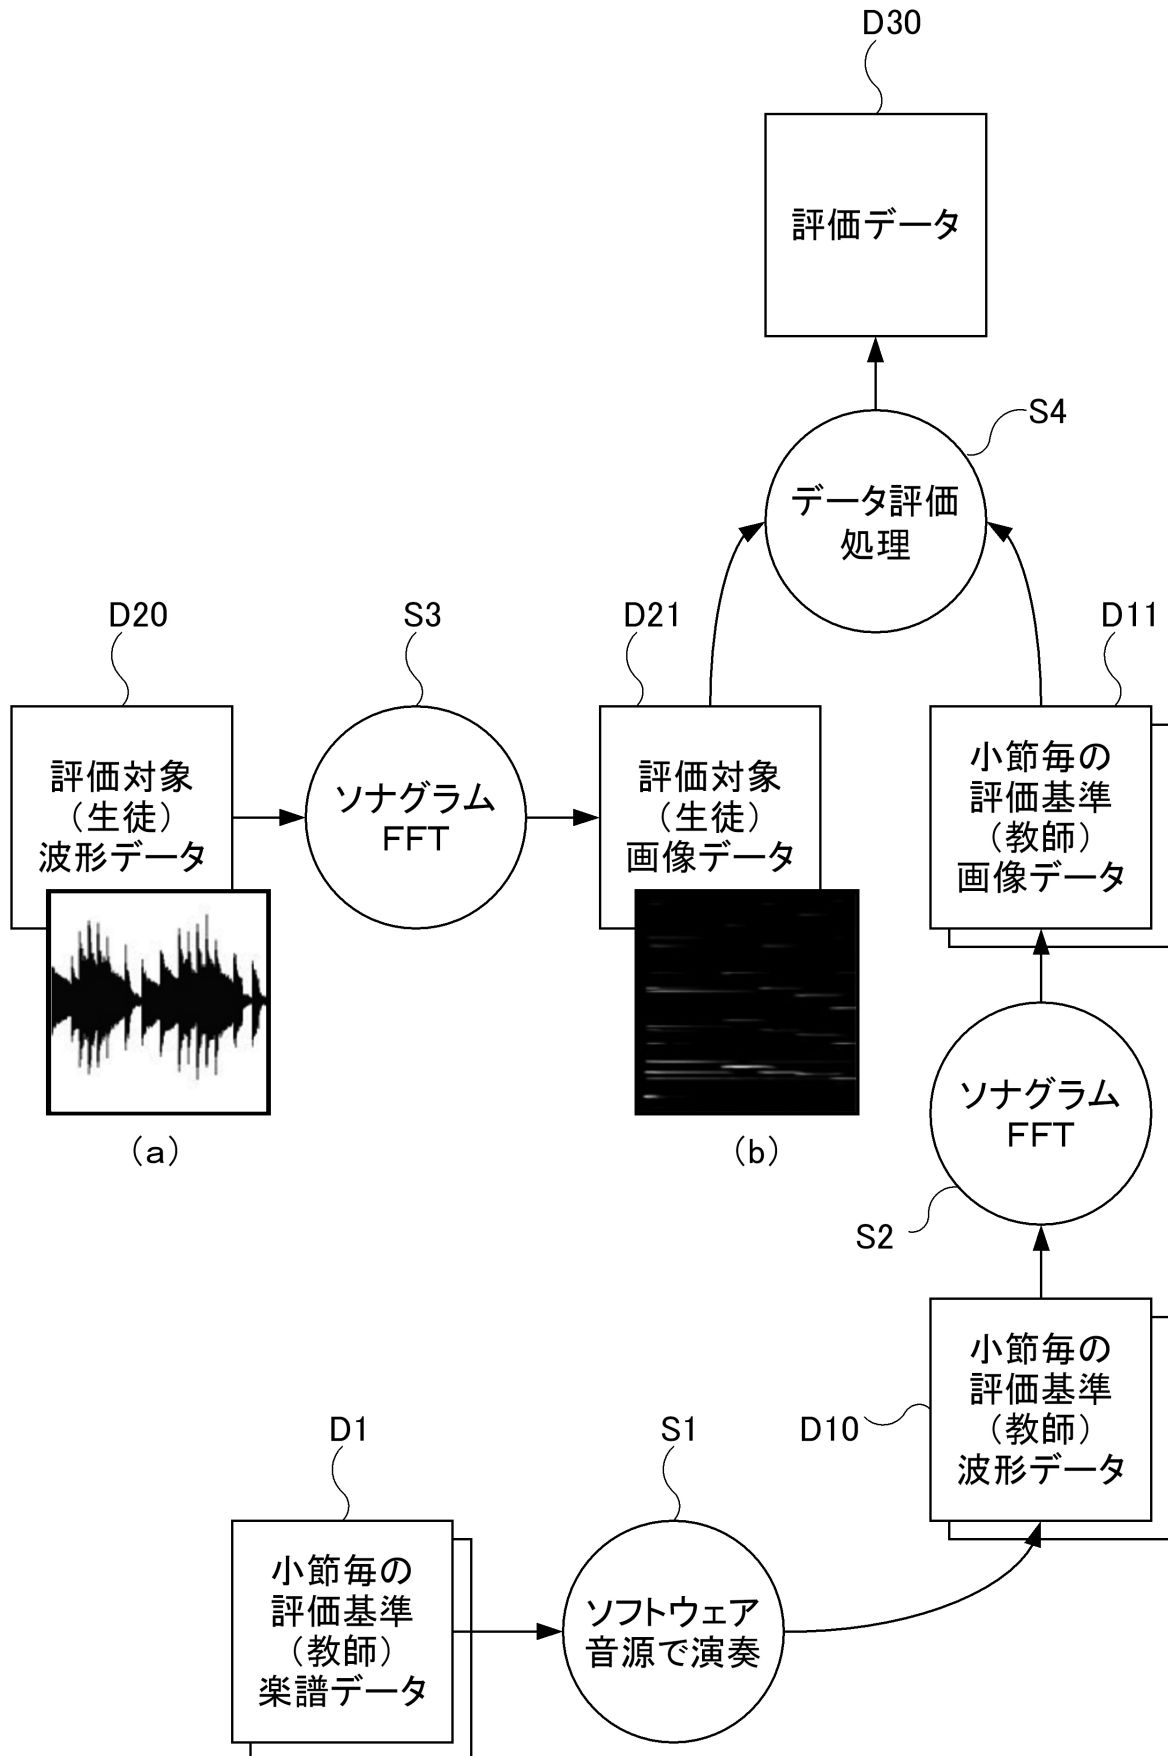 D30
評価データ
S4
データ評価
処理
D20
S3
D21
D11
評価対象
（生徒）
波形データ
ソナグラム
FFT
評価対象
（生徒）
画像データ
小節毎の
評価基準
（教師）
画像データ
(a)
(b)
ソナグラム
FFT
S2
小節毎の
評価基準
（教師）
波形データ
D10
D1
S1
小節毎の
評価基準
（教師）
楽譜データ
ソフトウェア
音源で演奏